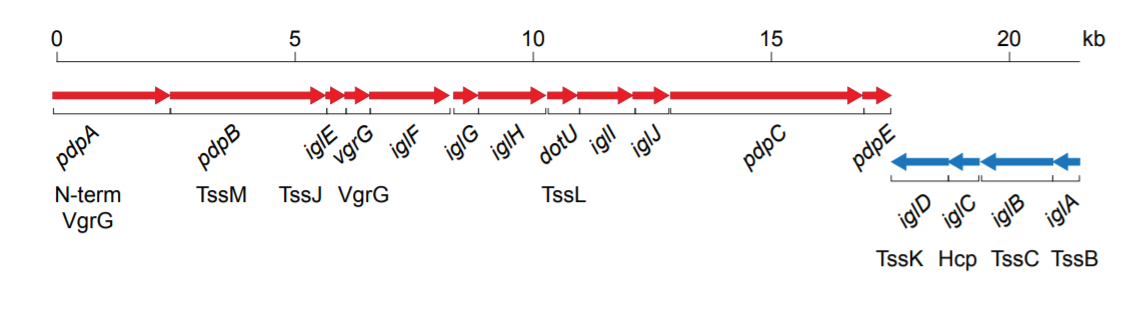 0 5 10 15 20 kb
pdpA pdpB iglE vgrG iglF iglG iglH dotU iglI iglJ pdpC pdpE
N-term TssM TssJ VgrG TssL
VgrG
iglD iglC iglB iglA
TssK Hcp TssC TssB